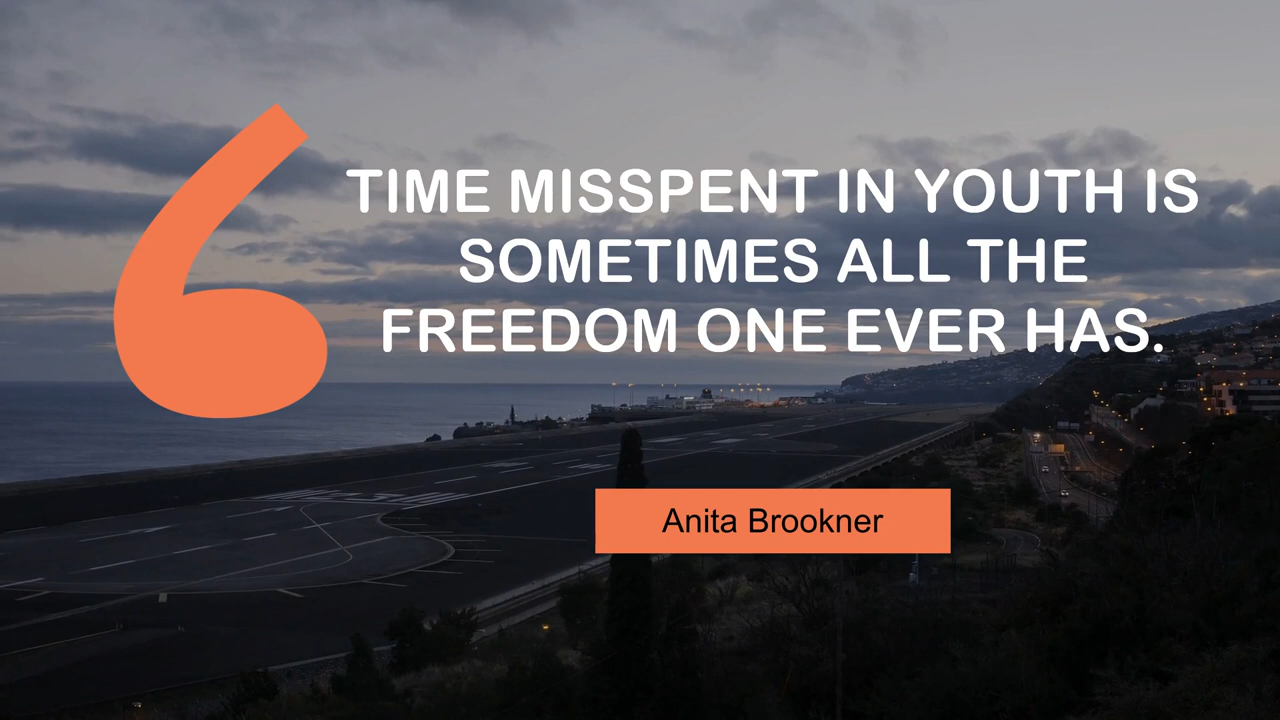 TIME MISSPENT IN YOUTH IS
SOMETIMES ALL THE
FREEDOM ONE EVER HAS.
Anita Brookner